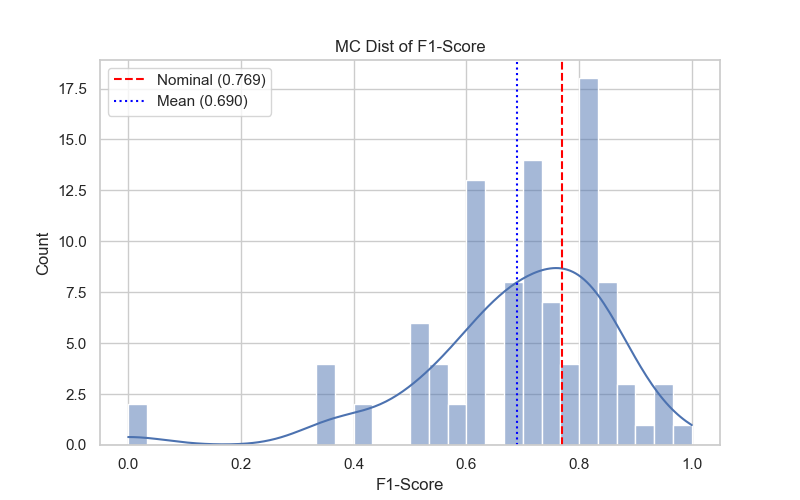 MC Dist of F1-Score
Nominal (0.769)
Mean (0.690)
17.5
15.0
12.5
10.0
7.5
5.0
2.5
0.0
Count
0.0 0.2 0.4 0.6 0.8 1.0
F1-Score